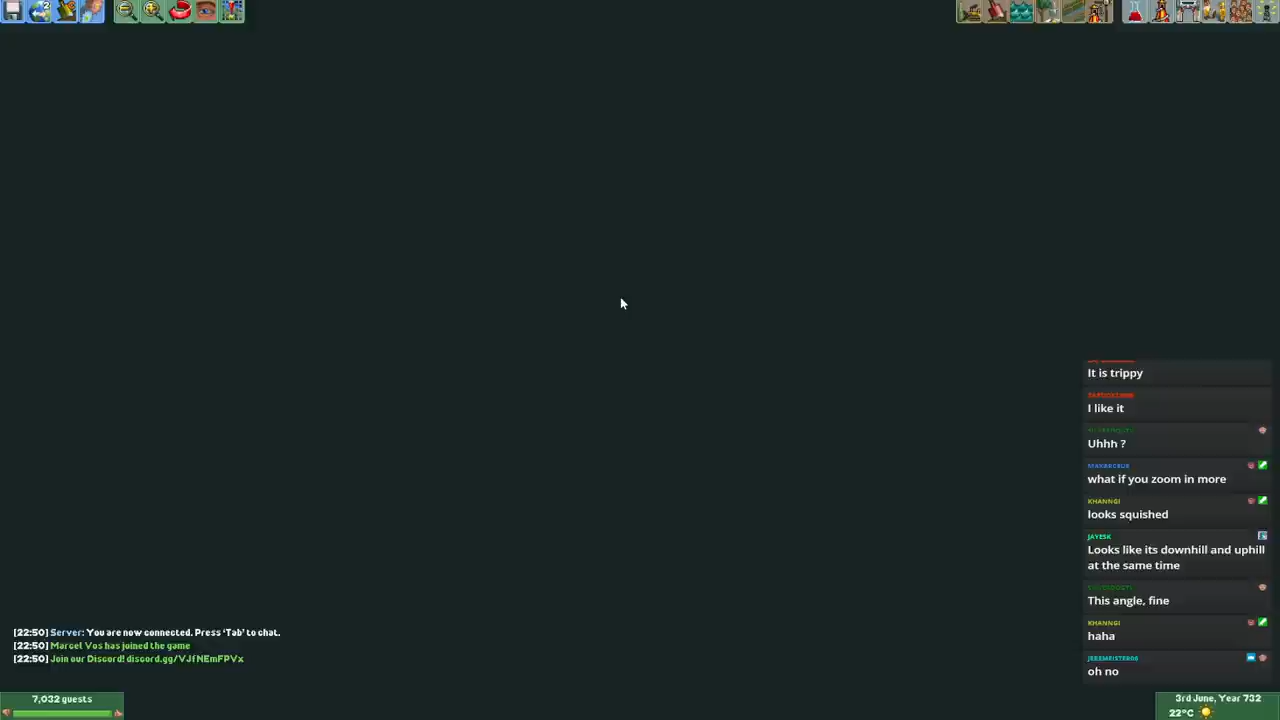 It is trippy
I like it
Uhhh ?
what if you zoom in more
KHANNGI
looks squished
JAYESK
Looks like its downhill and uphill
at the same time
This angle, fine
KHANNGI
haha
oh no
[22:50] Server: You are now connected. Press 'Tab' to chat.
[22:50] Marcel Vos has joined the game
[22:50] Join our Discord! discord.gg/VJfNEmFPVx
7,032 guests
3rd June, Year 732
22°C